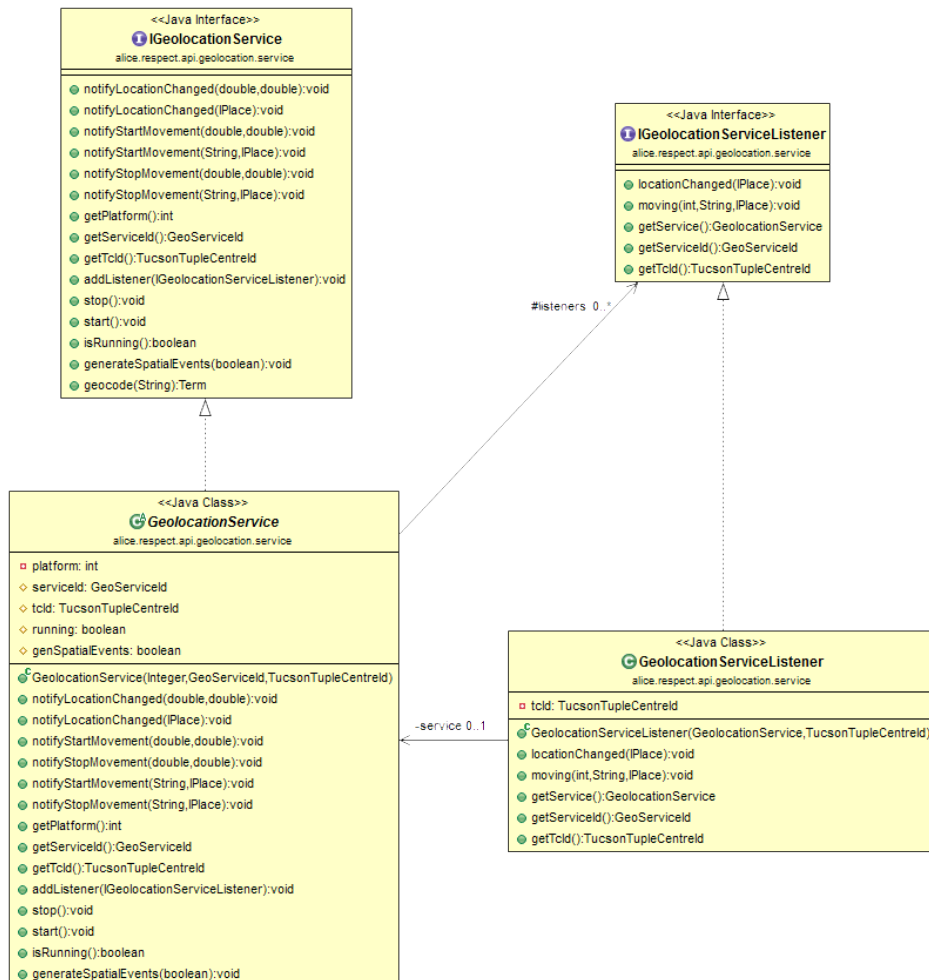 <<Java Interface>>
IGeolocationService
alice.respect.api.geolocation.service
notifyLocationChanged(double,double):void
notifyLocationChanged(IPlace):void
notifyStartMovement(double,double):void
notifyStartMovement(String,IPlace):void
notifyStopMovement(double,double):void
notifyStopMovement(String,IPlace):void
getPlatform():int
getServiceId():GeoServiceId
getTcId():TucsonTupleCentreId
addListener(IGeolocationServiceListener):void
stop():void
start():void
isRunning():boolean
generateSpatialEvents(boolean):void
geocode(String):Term
<<Java Interface>>
IGeolocationServiceListener
alice.respect.api.geolocation.service
locationChanged(IPlace):void
moving(int,String,IPlace):void
getService():GeolocationService
getServiceId():GeoServiceId
getTcId():TucsonTupleCentreId
#listeners 0..*
<<Java Class>>
GeolocationService
alice.respect.api.geolocation.service
platform: int
serviceId: GeoServiceId
tcId: TucsonTupleCentreId
running: boolean
genSpatialEvents: boolean
GeolocationService(Integer,GeoServiceId,TucsonTupleCentreId)
notifyLocationChanged(double,double):void
notifyLocationChanged(IPlace):void
notifyStartMovement(double,double):void
notifyStopMovement(double,double):void
notifyStartMovement(String,IPlace):void
notifyStopMovement(String,IPlace):void
getPlatform():int
getServiceId():GeoServiceId
getTcId():TucsonTupleCentreId
addListener(IGeolocationServiceListener):void
stop():void
start():void
isRunning():boolean
generateSpatialEvents(boolean):void
-service 0..1
<<Java Class>>
GeolocationServiceListener
alice.respect.api.geolocation.service
tcId: TucsonTupleCentreId
GeolocationServiceListener(GeolocationService,TucsonTupleCentreId)
locationChanged(IPlace):void
moving(int,String,IPlace):void
getService():GeolocationService
getServiceId():GeoServiceId
getTcId():TucsonTupleCentreId